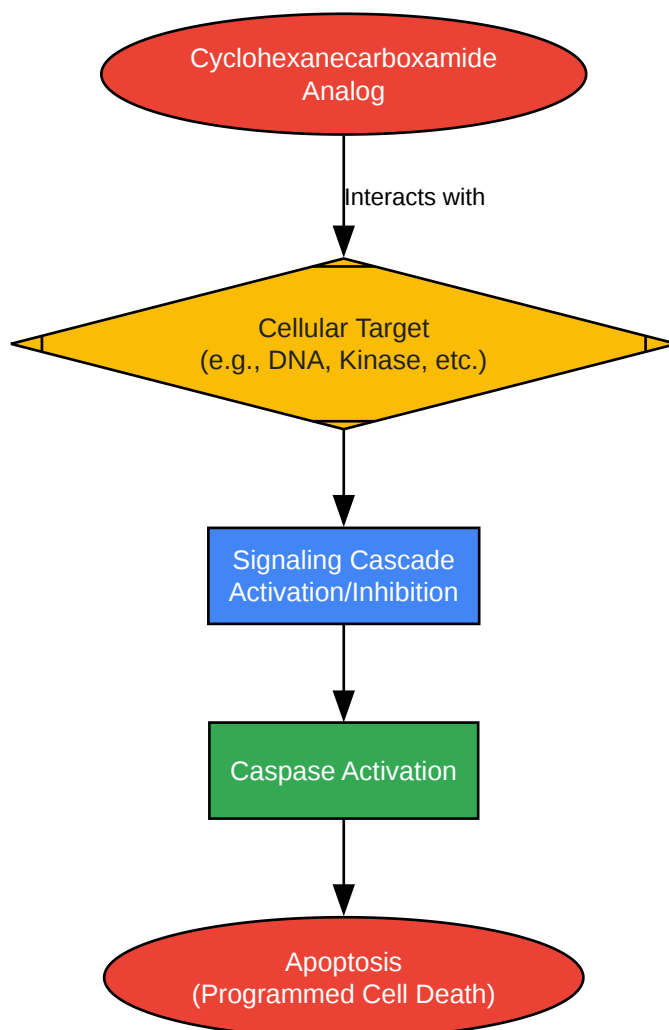 Cyclohexanecarboxamide
Analog
Interacts with
Cellular Target
(e.g., DNA, Kinase, etc.)
Signaling Cascade
Activation/Inhibition
Caspase Activation
Apoptosis
(Programmed Cell Death)